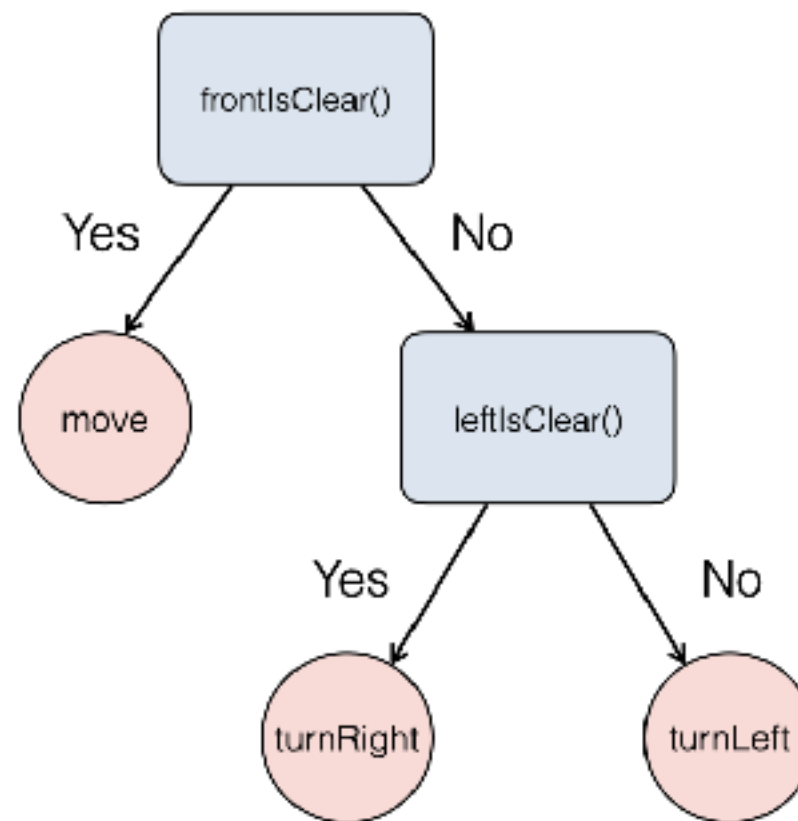 frontIsClear()
Yes
No
move
leftIsClear()
Yes
No
turnRight
turnLeft